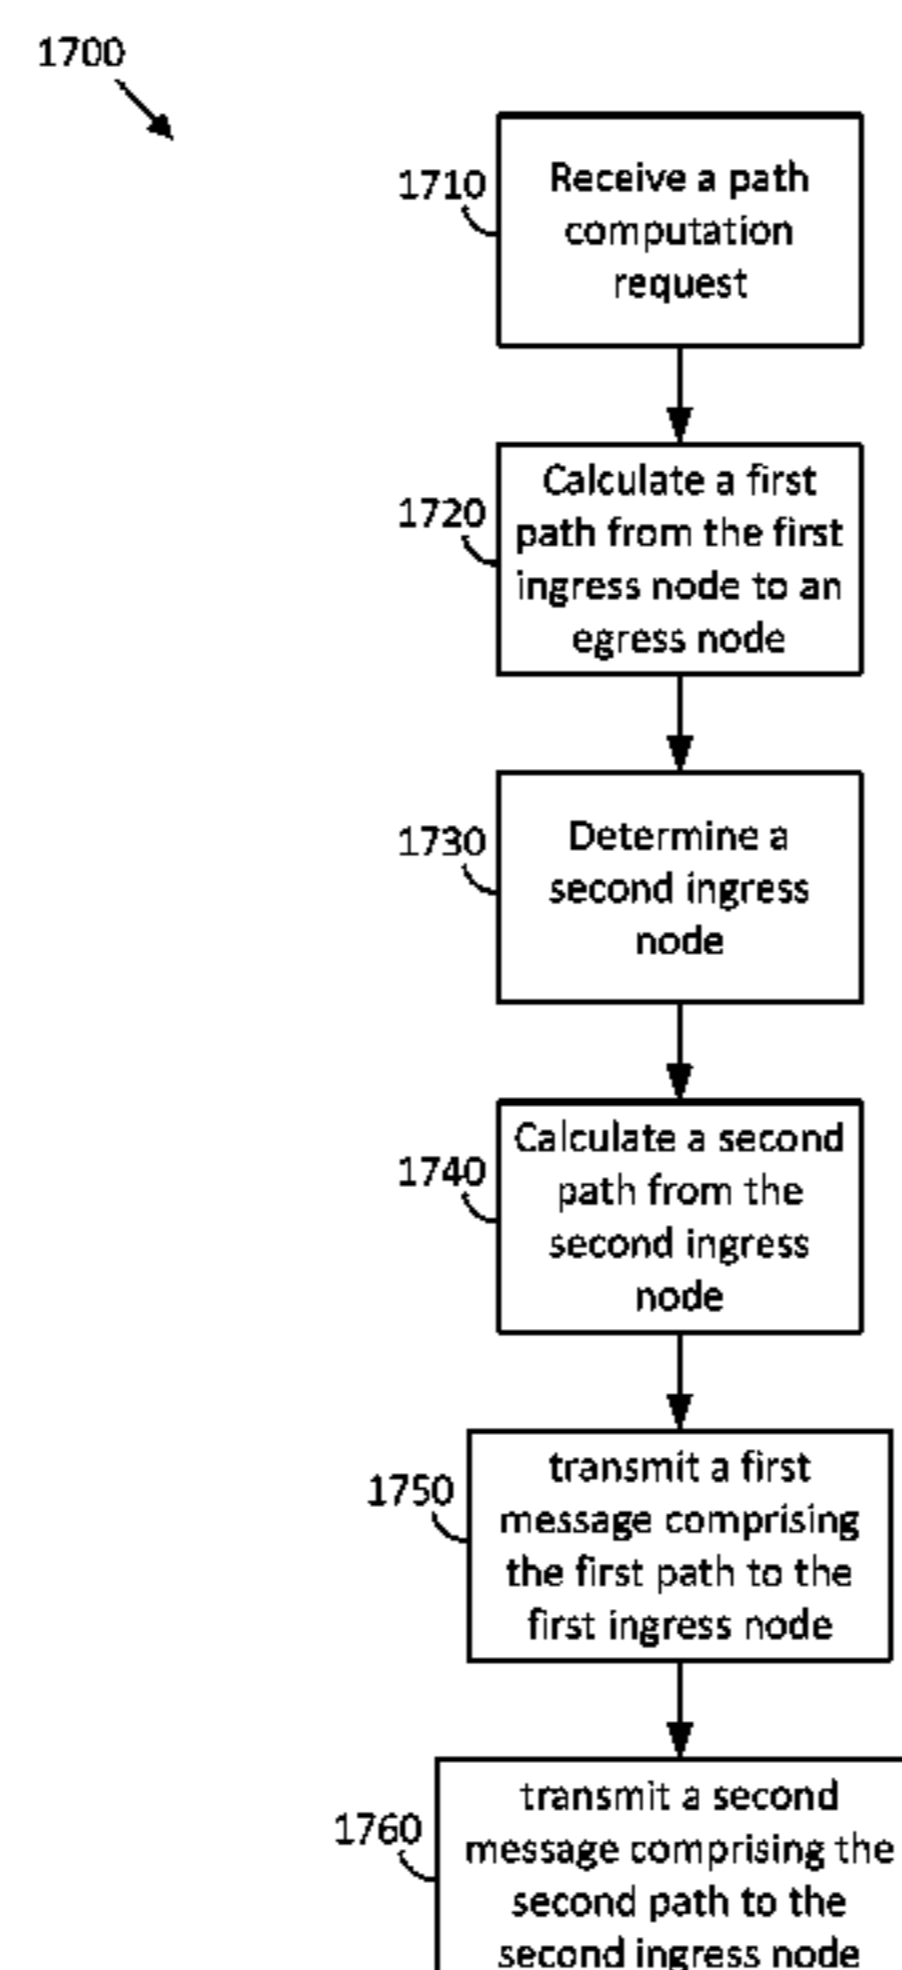 1700
1710
Receive a path
computation
request
1720
Calculate a first
path from the first
ingress node to an
egress node
1730
Determine a
second ingress
node
1740
Calculate a second
path from the
second ingress
node
1750
transmit a first
message comprising
the first path to the
first ingress node
1760
transmit a second
message comprising the
second path to the
second ingress node